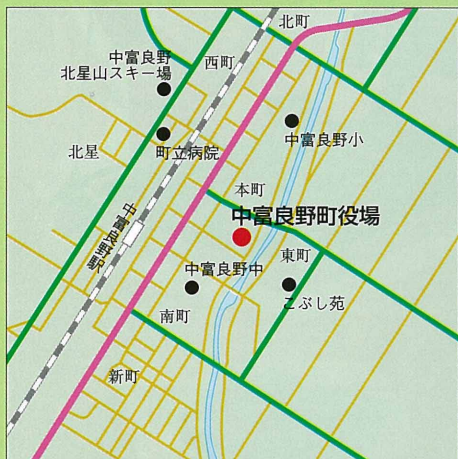 北町
中富良野
北星山スキー場
西町
中富良野小
北星
町立病院
本町
中富良野町役場
中富良野駅
東町
中富良野中
こぶし苑
南町
新町